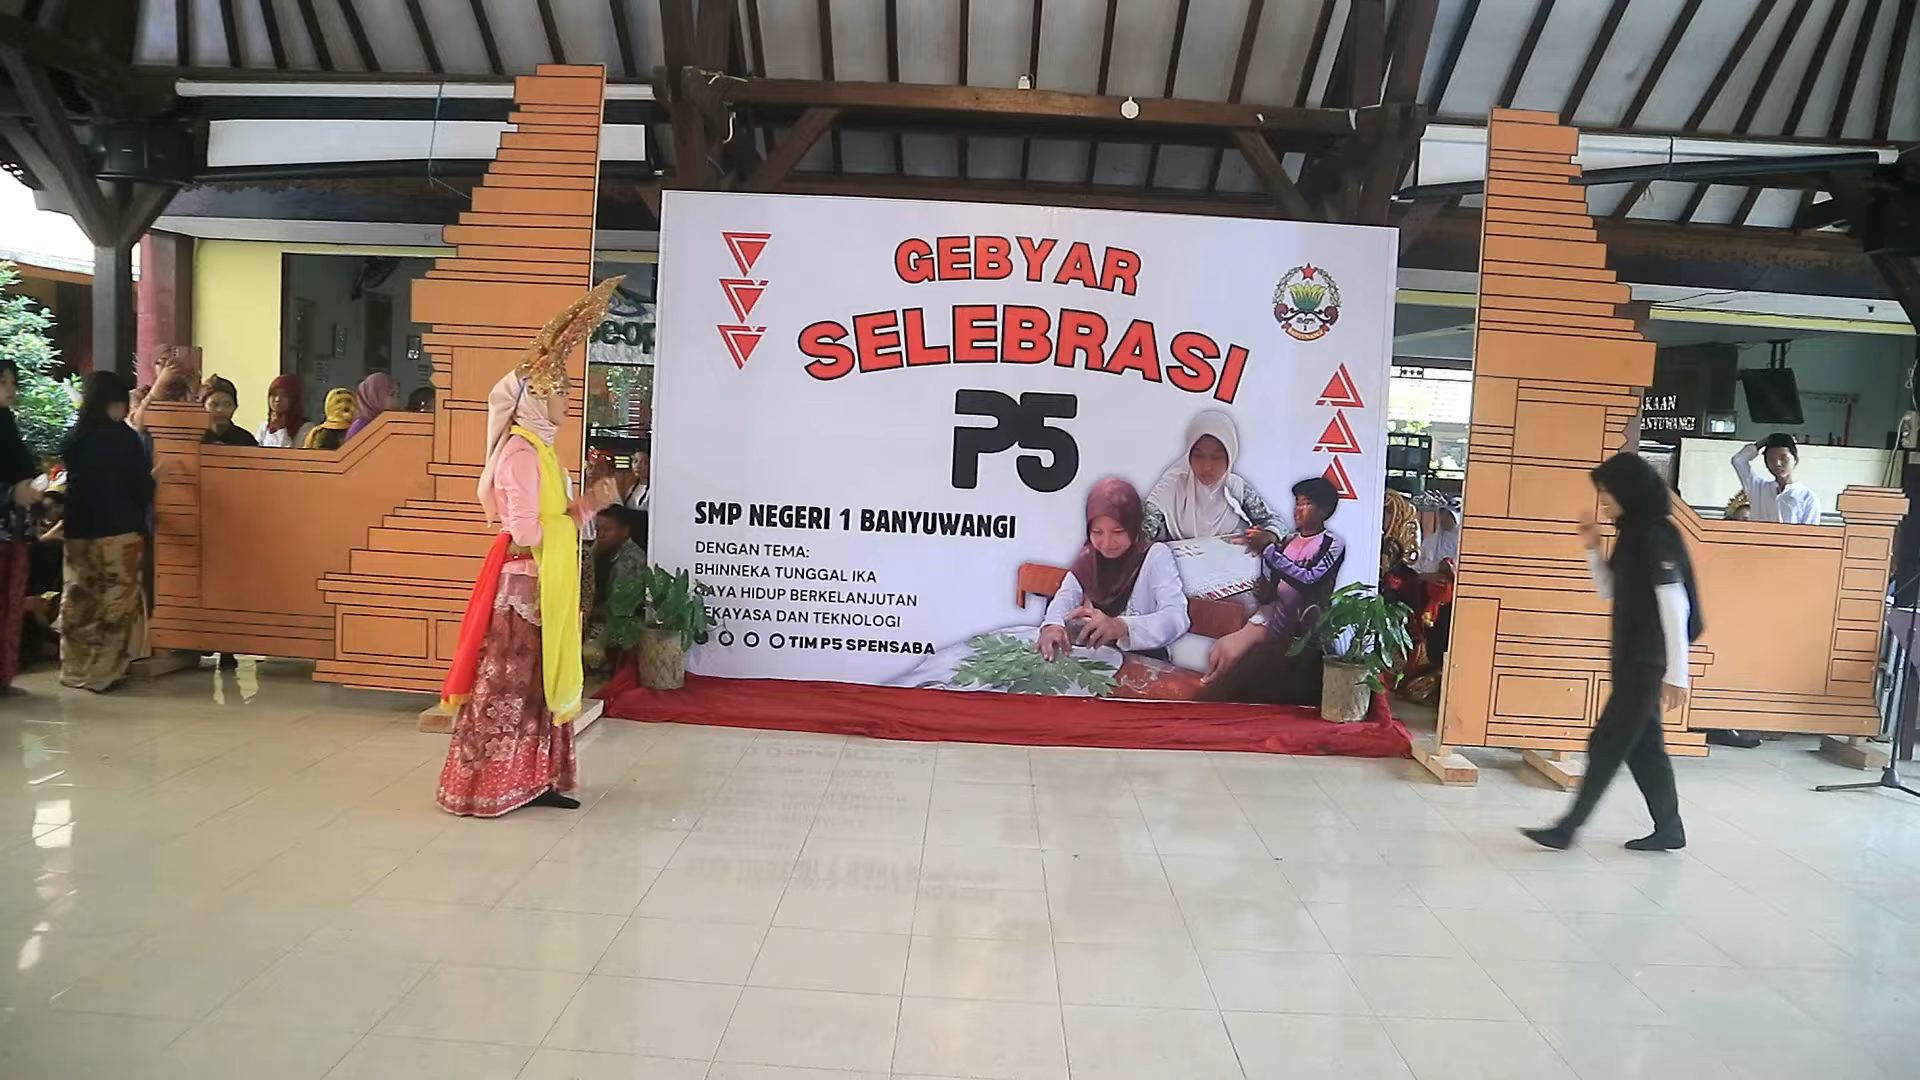 GEBYAR
SELEBRASI
P5
SMP NEGERI 1 BANYUWANGI
DENGAN TEMA:
BHINNEKA TUNGGAL IKA
GAYA HIDUP BERKELANJUTAN
REKAYASA DAN TEKNOLOGI
TIM P5 SPENSABA